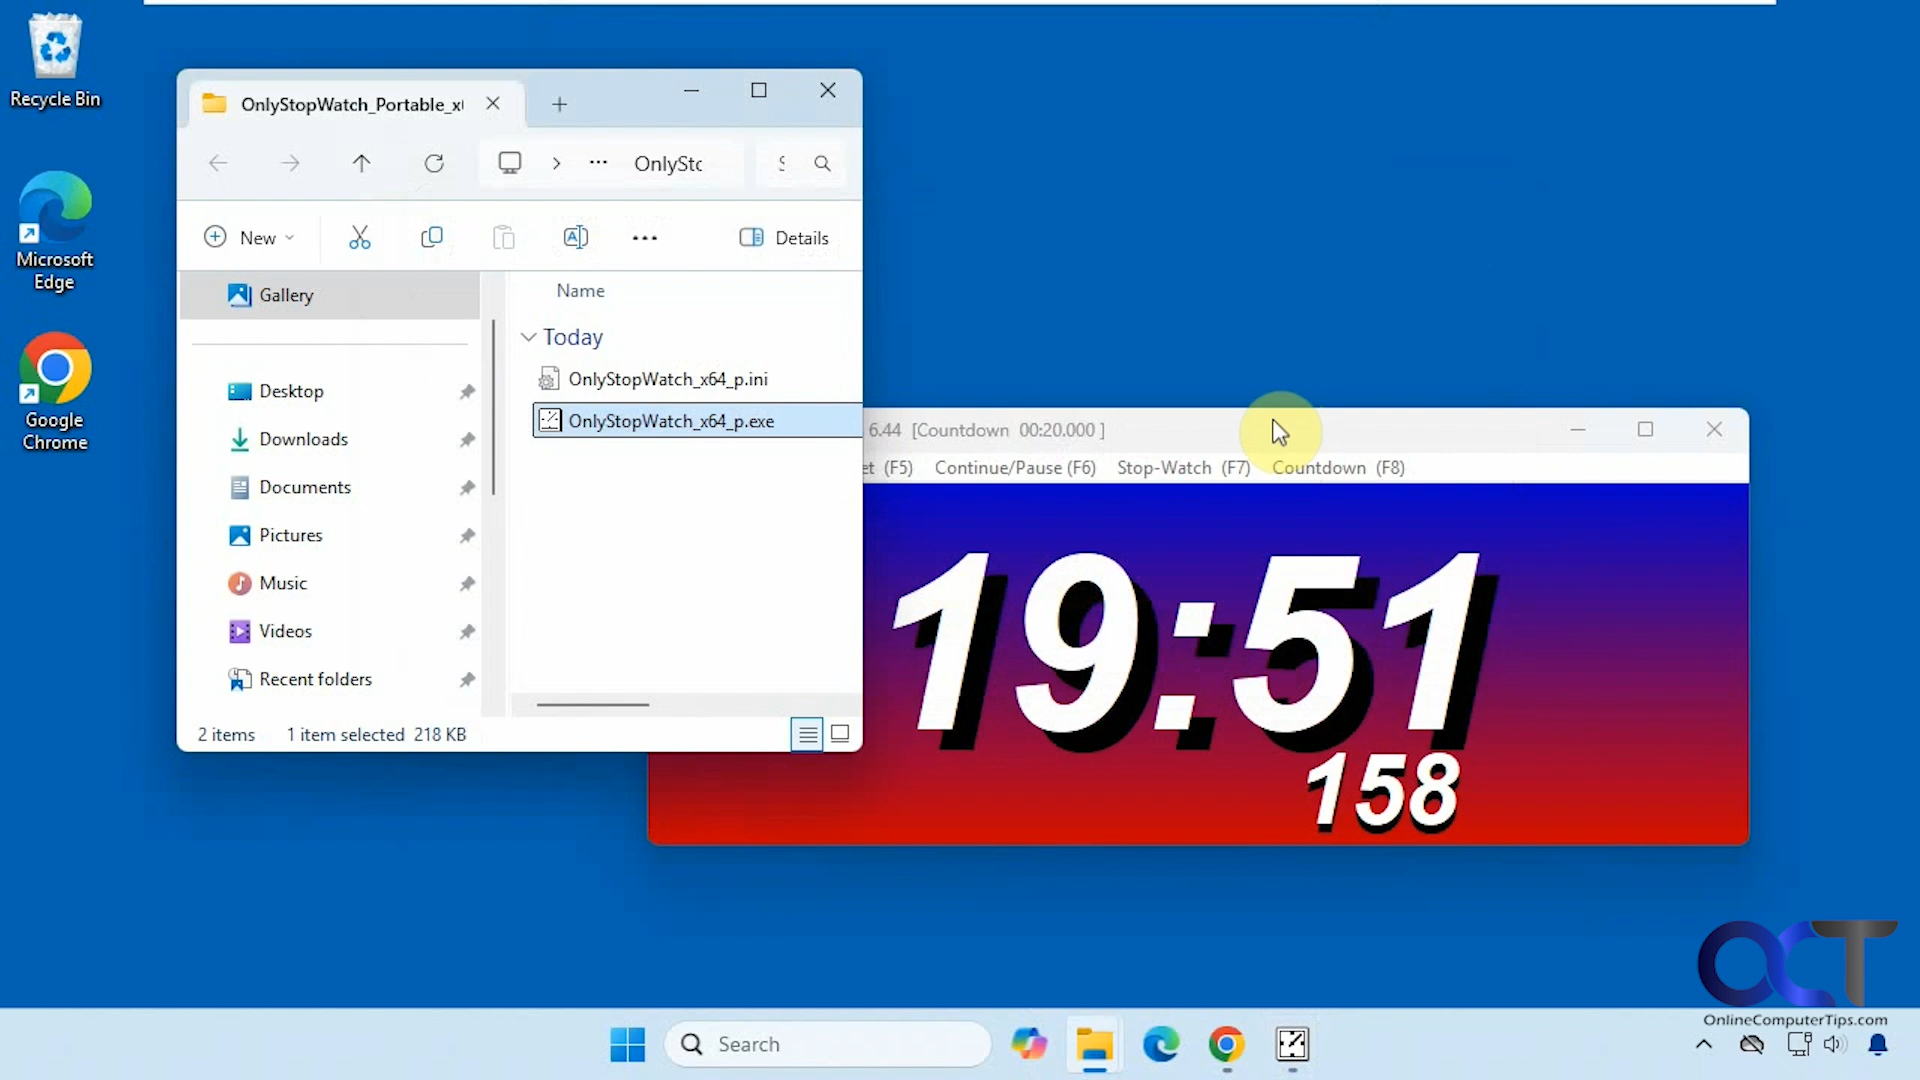 Recycle Bin
Microsoft
Edge
Google
Chrome
OnlyStopWatch_Portable_x
OnlySto
New
Details
Gallery
Desktop
Downloads
Documents
Pictures
Music
Videos
Recent folders
Name
Today
OnlyStopWatch_x64_p.ini
OnlyStopWatch_x64_p.exe
2 items 1 item selected 218 KB
6.44 [Countdown 00:20.000 ]
et (F5) Continue/Pause (F6) Stop-Watch (F7) Countdown (F8)
19:51
158
OCT
OnlineComputerTips.com
Search